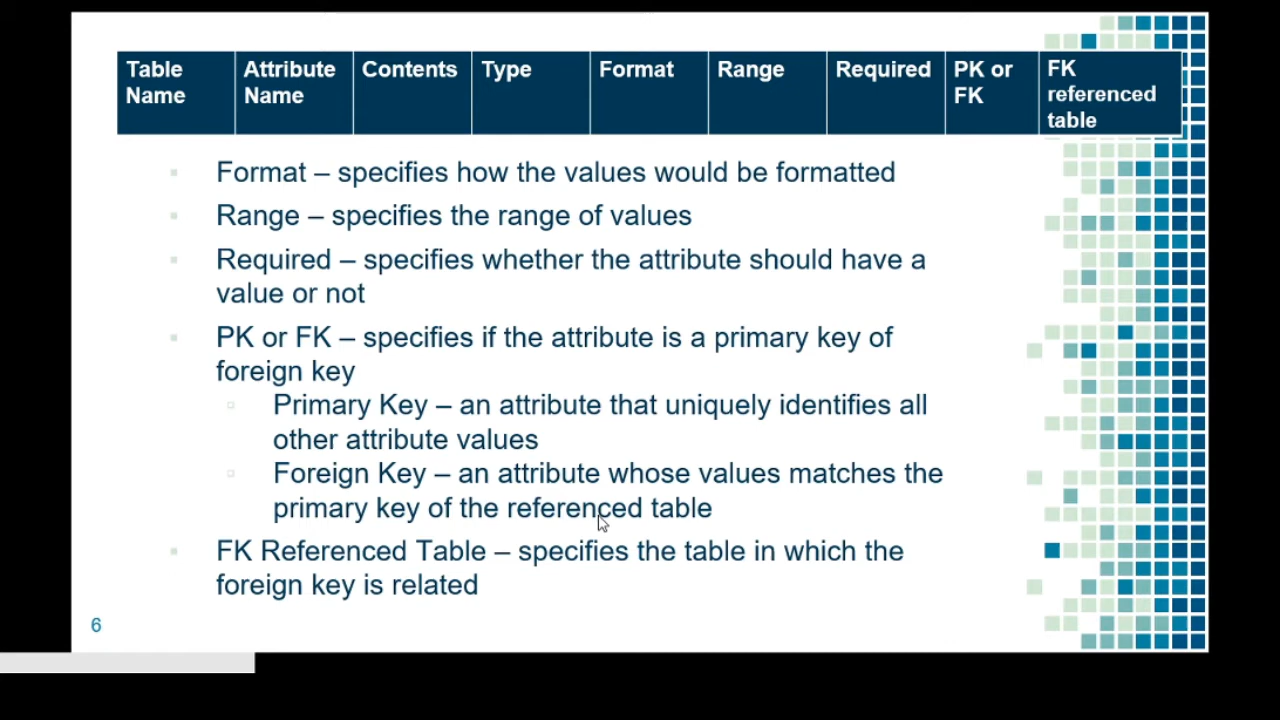 Table Name
Attribute Name
Contents
Type
Format
Range
Required
PK or FK
FK referenced table
Format – specifies how the values would be formatted
Range – specifies the range of values
Required – specifies whether the attribute should have a
value or not
PK or FK – specifies if the attribute is a primary key of
foreign key
Primary Key – an attribute that uniquely identifies all
other attribute values
Foreign Key – an attribute whose values matches the
primary key of the referenced table
FK Referenced Table – specifies the table in which the
foreign key is related
6